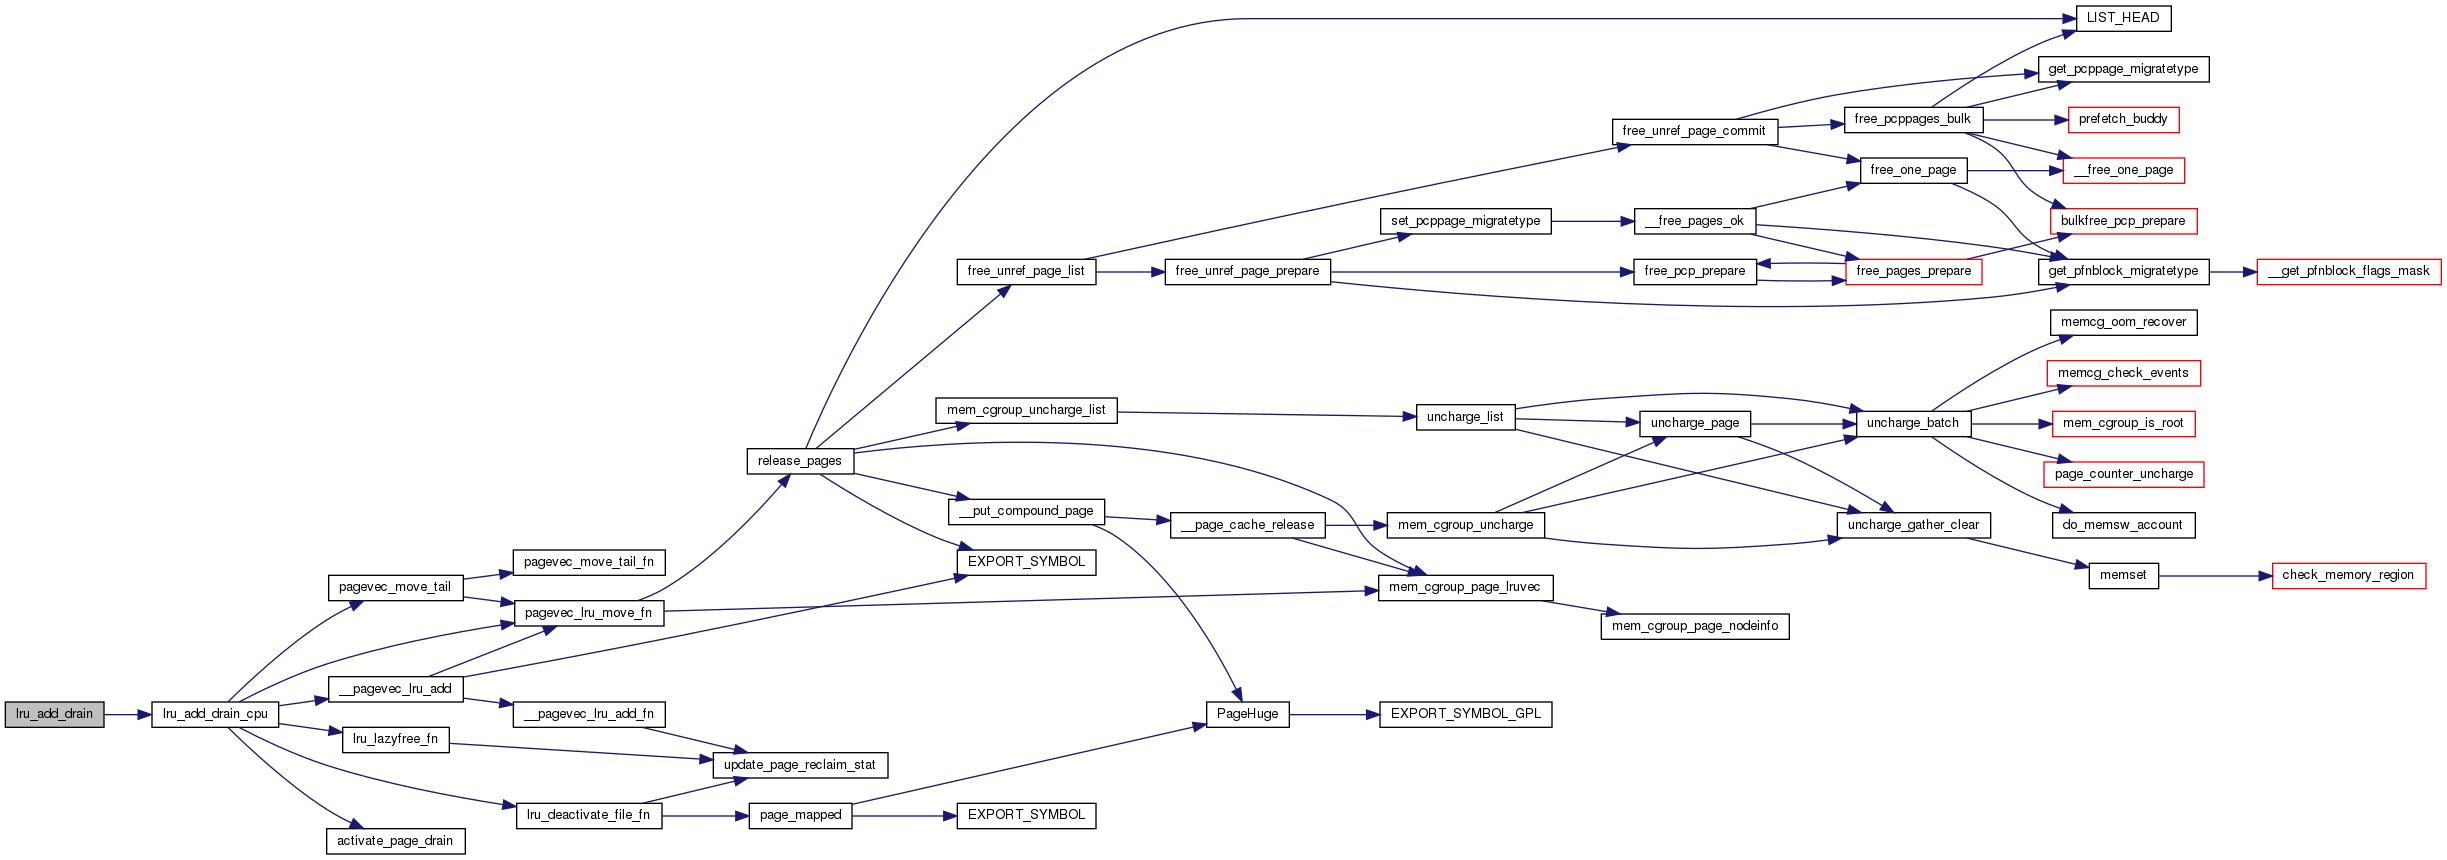 LIST_HEAD
get_pcppage_migratetype
free_pcppages_bulk
prefetch_buddy
free_unref_page_commit
free_one_page
__free_one_page
set_pcppage_migratetype
__free_pages_ok
bulkfree_pcp_prepare
free_unref_page_list
free_unref_page_prepare
free_pcp_prepare
free_pages_prepare
get_pfnblock_migratetype
__get_pfnblock_flags_mask
memcg_oom_recover
memcg_check_events
mem_cgroup_uncharge_list
uncharge_list
uncharge_page
uncharge_batch
mem_cgroup_is_root
release_pages
page_counter_uncharge
__put_compound_page
__page_cache_release
mem_cgroup_uncharge
uncharge_gather_clear
do_memsw_account
pagevec_move_tail_fn
EXPORT_SYMBOL
pagevec_move_tail
mem_cgroup_page_lruvec
memset
check_memory_region
pagevec_lru_move_fn
mem_cgroup_page_nodeinfo
__pagevec_lru_add
lru_add_drain
lru_add_drain_cpu
__pagevec_lru_add_fn
PageHuge
EXPORT_SYMBOL_GPL
lru_lazyfree_fn
update_page_reclaim_stat
lru_deactivate_file_fn
page_mapped
EXPORT_SYMBOL
activate_page_drain